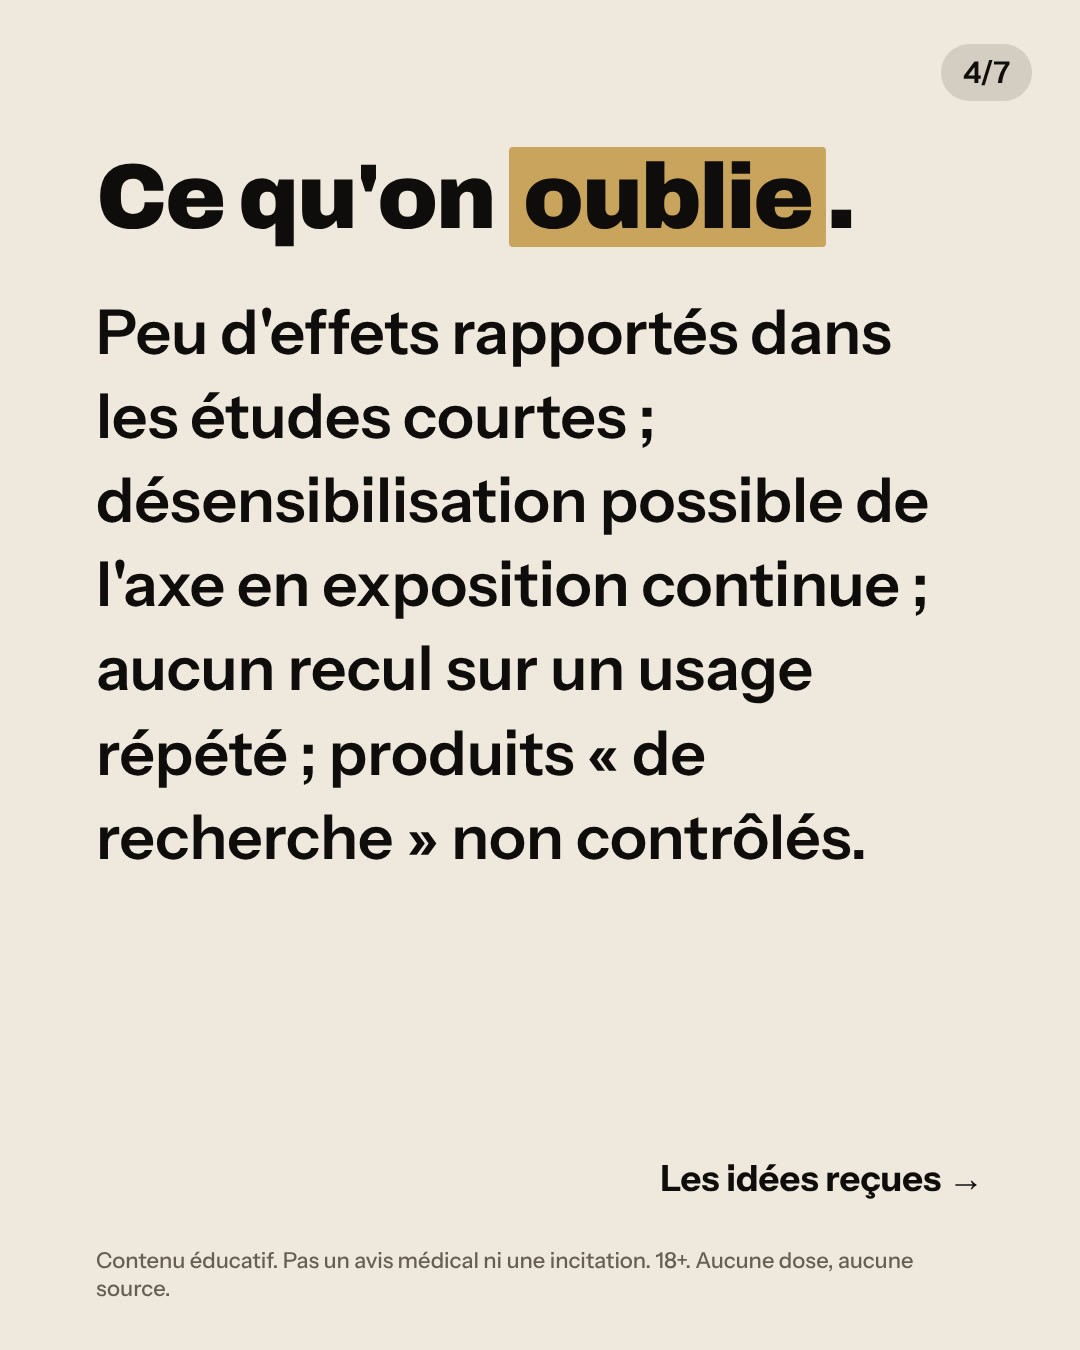 4/7
Ce qu'on oublie.
Peu d'effets rapportés dans
les études courtes ;
désensibilisation possible de
l'axe en exposition continue ;
aucun recul sur un usage
répété ; produits « de
recherche » non contrôlés.
Les idées reçues →
Contenu éducatif. Pas un avis médical ni une incitation. 18+. Aucune dose, aucune
source.